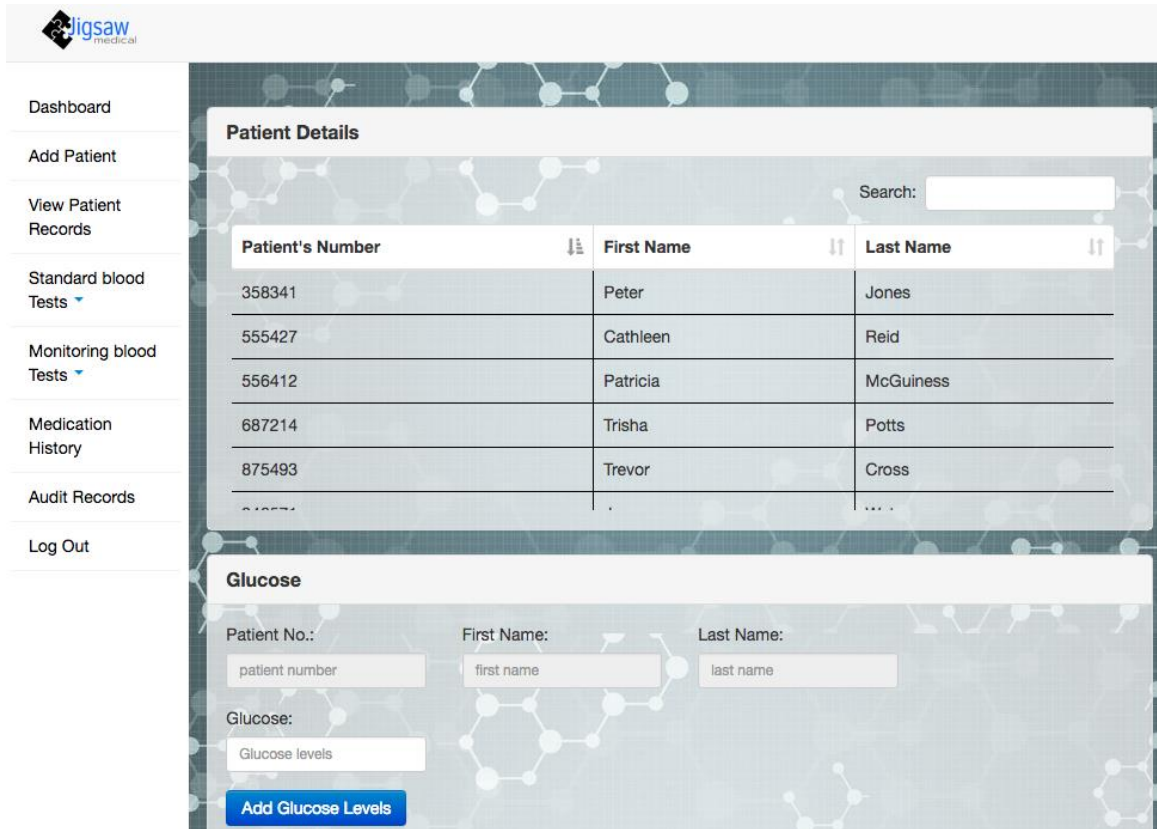 Jigsaw
medical
Dashboard
Add Patient
View Patient
Records
Standard blood
Tests
Monitoring blood
Tests
Medication
History
Audit Records
Log Out
Patient Details
Search:
Patient's Number First Name Last Name
358341 Peter Jones
555427 Cathleen Reid
556412 Patricia McGuiness
687214 Trisha Potts
875493 Trevor Cross
Glucose
Patient No.: First Name: Last Name:
patient number first name last name
Glucose:
Glucose levels
Add Glucose Levels